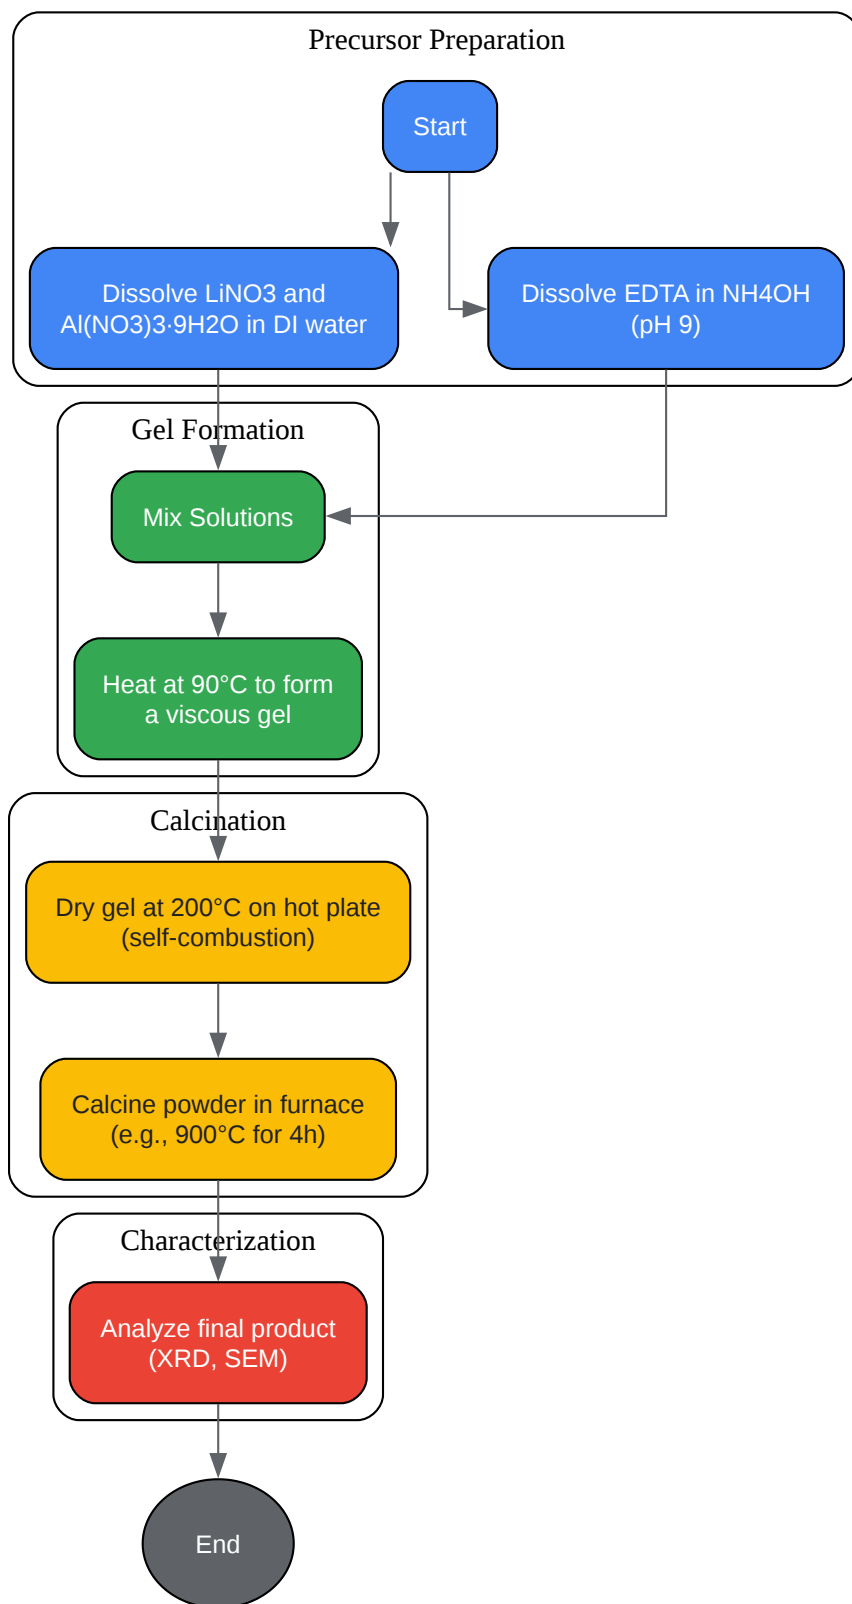 Precursor Preparation
Start
Dissolve LiNO3 and
Al(NO3)3·9H2O in DI water
Dissolve EDTA in NH4OH
(pH 9)
Gel Formation
Mix Solutions
Heat at 90°C to form
a viscous gel
Calcination
Dry gel at 200°C on hot plate
(self-combustion)
Calcine powder in furnace
(e.g., 900°C for 4h)
Characterization
Analyze final product
(XRD, SEM)
End